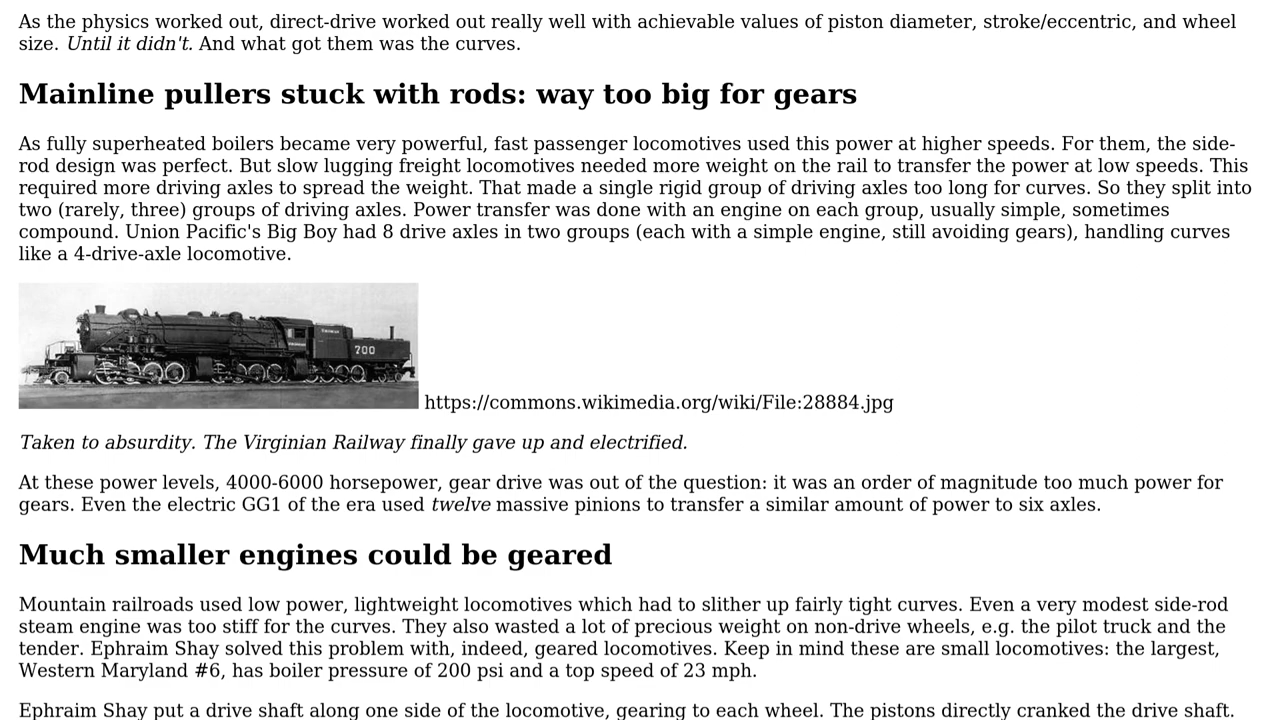 As the physics worked out, direct-drive worked out really well with achievable values of piston diameter, stroke/eccentric, and wheel
size. Until it didn't. And what got them was the curves.
Mainline pullers stuck with rods: way too big for gears
As fully superheated boilers became very powerful, fast passenger locomotives used this power at higher speeds. For them, the side-
rod design was perfect. But slow lugging freight locomotives needed more weight on the rail to transfer the power at low speeds. This
required more driving axles to spread the weight. That made a single rigid group of driving axles too long for curves. So they split into
two (rarely, three) groups of driving axles. Power transfer was done with an engine on each group, usually simple, sometimes
compound. Union Pacific's Big Boy had 8 drive axles in two groups (each with a simple engine, still avoiding gears), handling curves
like a 4-drive-axle locomotive.
700
https://commons.wikimedia.org/wiki/File:28884.jpg
Taken to absurdity. The Virginian Railway finally gave up and electrified.
At these power levels, 4000-6000 horsepower, gear drive was out of the question: it was an order of magnitude too much power for
gears. Even the electric GG1 of the era used twelve massive pinions to transfer a similar amount of power to six axles.
Much smaller engines could be geared
Mountain railroads used low power, lightweight locomotives which had to slither up fairly tight curves. Even a very modest side-rod
steam engine was too stiff for the curves. They also wasted a lot of precious weight on non-drive wheels, e.g. the pilot truck and the
tender. Ephraim Shay solved this problem with, indeed, geared locomotives. Keep in mind these are small locomotives: the largest,
Western Maryland #6, has boiler pressure of 200 psi and a top speed of 23 mph.
Ephraim Shay put a drive shaft along one side of the locomotive, gearing to each wheel. The pistons directly cranked the drive shaft.